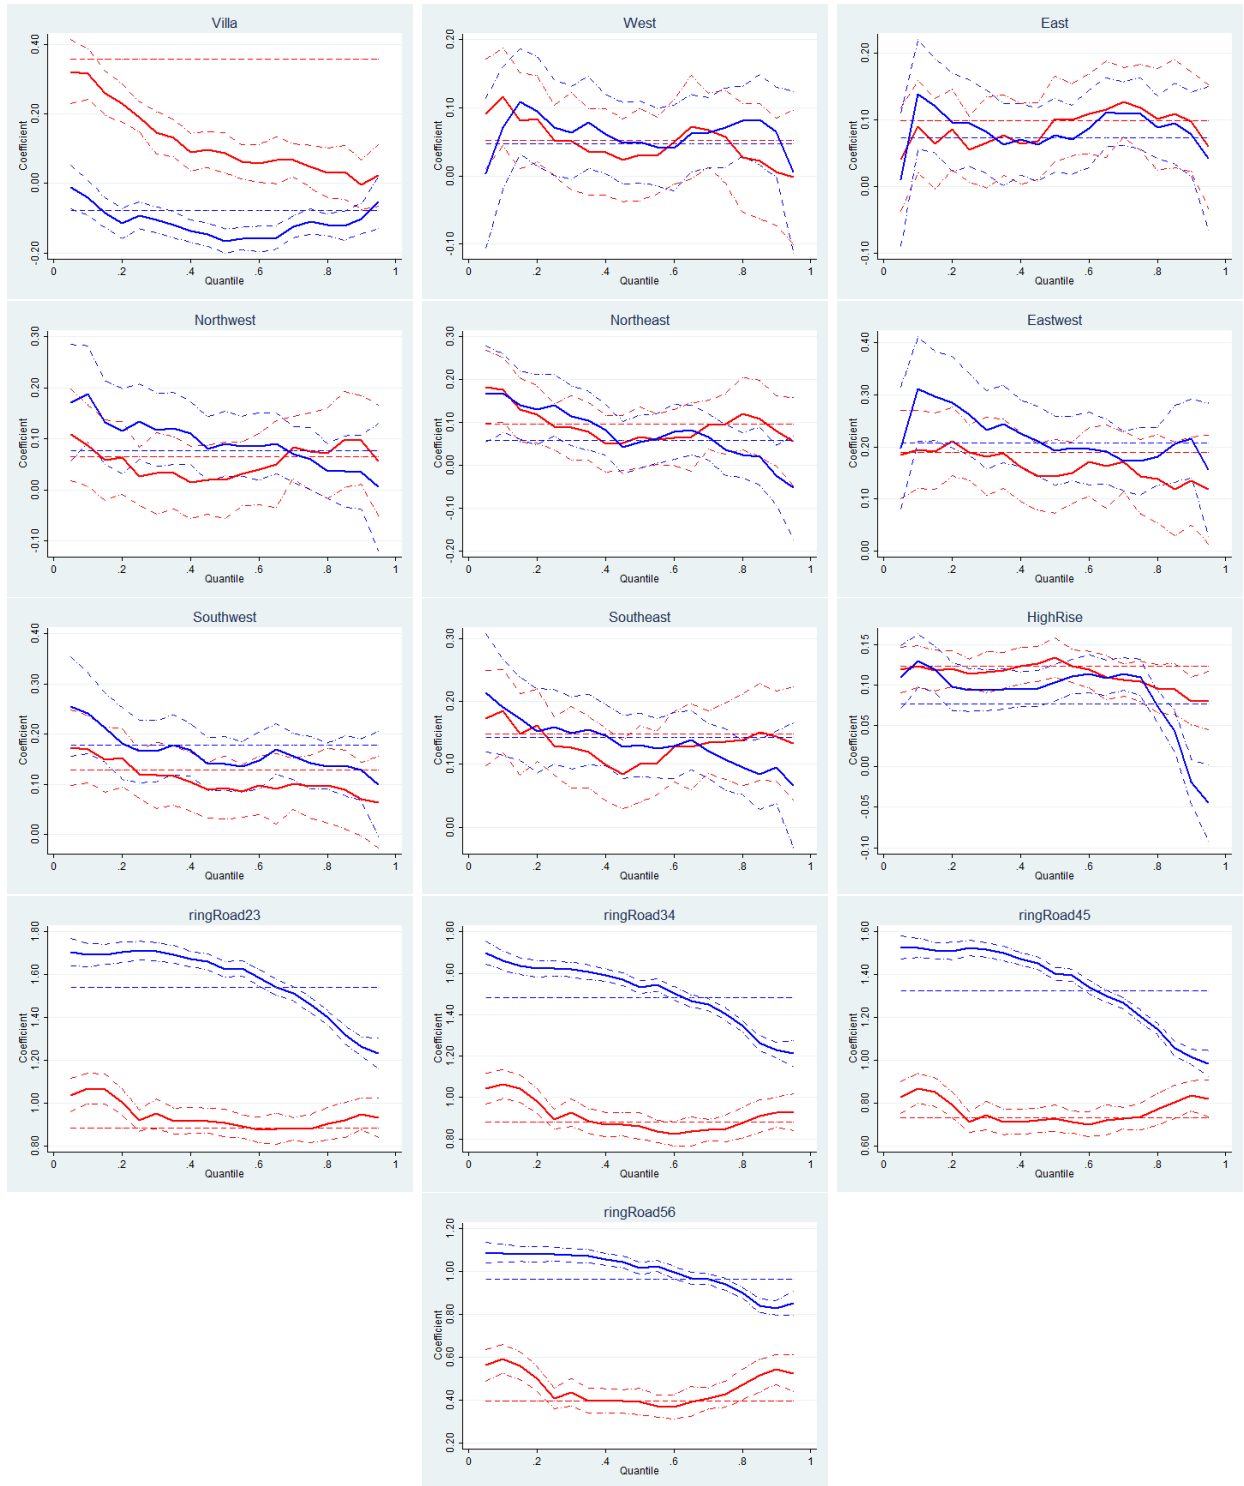 Villa
Coefficient
0.40
0.20
0.00
-0.20
0 .2 .4 .6 .8 1
Quantile
West
Coefficient
0.20
0.10
0.00
-0.10
0 .2 .4 .6 .8 1
Quantile
East
Coefficient
0.20
0.10
0.00
-0.10
0 .2 .4 .6 .8 1
Quantile
Northwest
Coefficient
0.30
0.20
0.10
0.00
-0.10
0 .2 .4 .6 .8 1
Quantile
Northeast
Coefficient
0.30
0.20
0.10
0.00
-0.10
-0.20
0 .2 .4 .6 .8 1
Quantile
Eastwest
Coefficient
0.40
0.30
0.20
0.10
0.00
0 .2 .4 .6 .8 1
Quantile
Southwest
Coefficient
0.40
0.30
0.20
0.10
0.00
0 .2 .4 .6 .8 1
Quantile
Southeast
Coefficient
0.30
0.20
0.10
0.00
0 .2 .4 .6 .8 1
Quantile
HighRise
Coefficient
0.15
0.10
0.05
0.00
-0.05
-0.10
0 .2 .4 .6 .8 1
Quantile
ringRoad23
Coefficient
1.80
1.60
1.40
1.20
1.00
0.80
0 .2 .4 .6 .8 1
Quantile
ringRoad34
Coefficient
1.80
1.60
1.40
1.20
1.00
0.80
0 .2 .4 .6 .8 1
Quantile
ringRoad45
Coefficient
1.60
1.40
1.20
1.00
0.80
0.60
0 .2 .4 .6 .8 1
Quantile
ringRoad56
Coefficient
1.20
1.00
0.80
0.60
0.40
0.20
0 .2 .4 .6 .8 1
Quantile